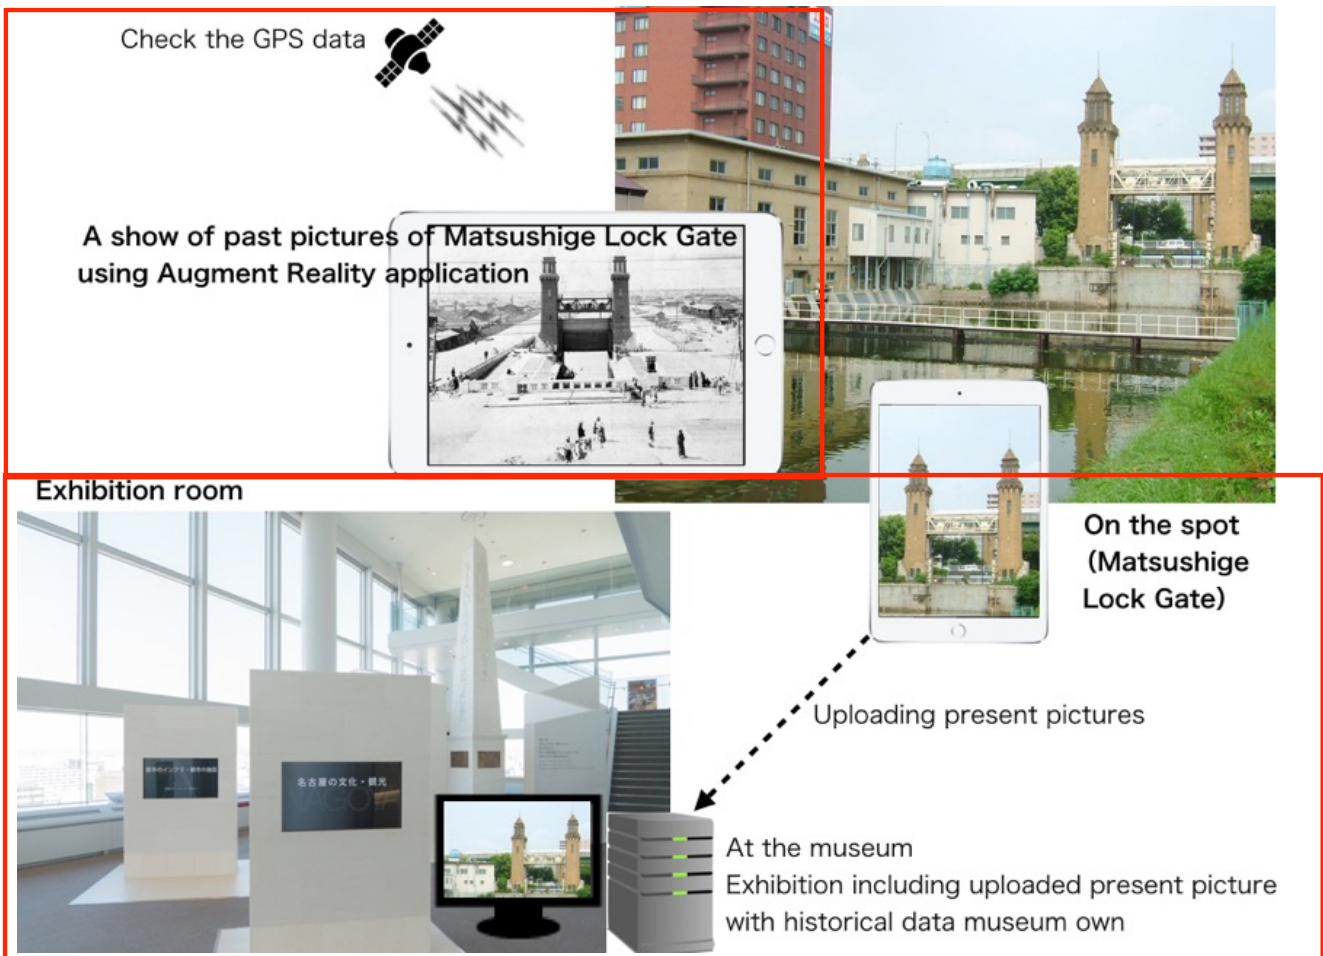 Check the GPS data
A show of past pictures of Matsushige Lock Gate
using Augment Reality application
Exhibition room
On the spot
(Matsushige
Lock Gate)
Uploading present pictures
名古屋の文化・観光
NAGOYA
At the museum
Exhibition including uploaded present picture
with historical data museum own